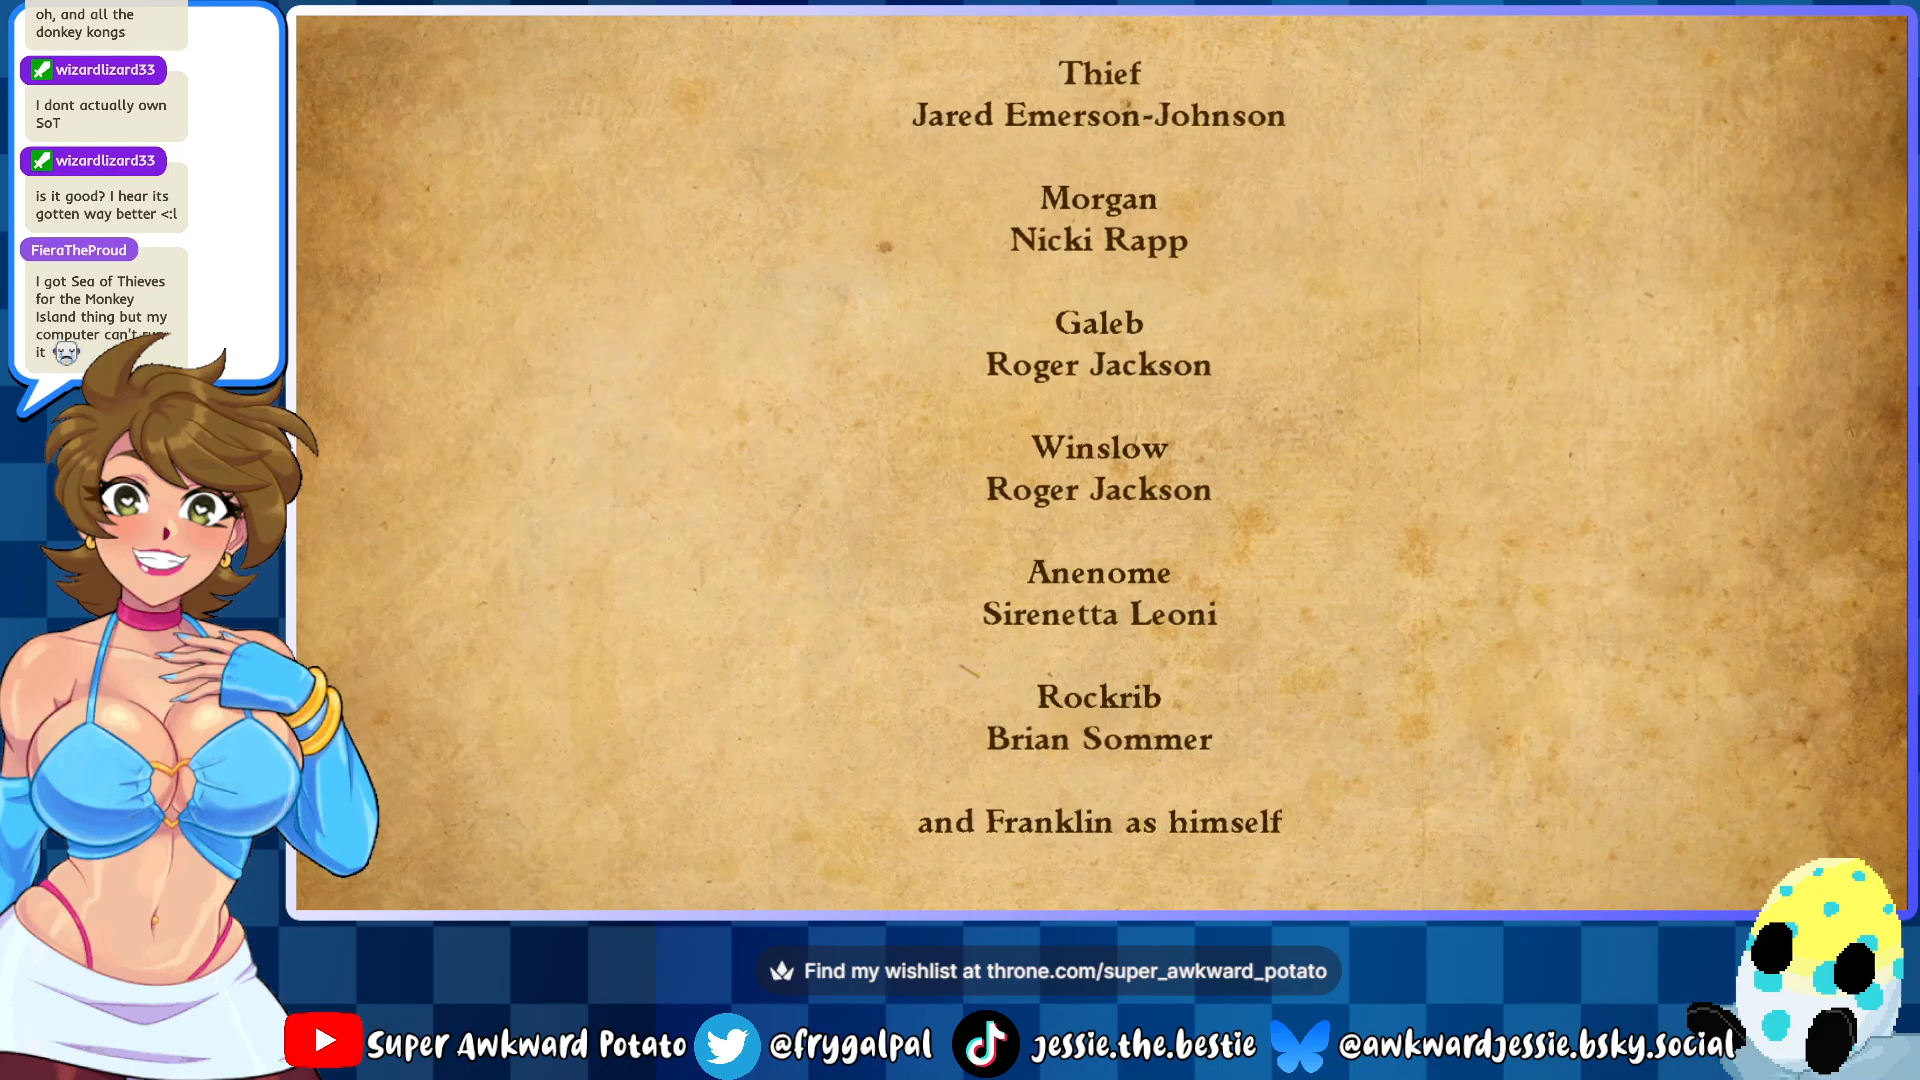 oh, and all the
donkey kongs
wizardlizard33
I dont actually own
SoT
wizardlizard33
is it good? I hear its
gotten way better <:l
FieraTheProud
I got Sea of Thieves
for the Monkey
Island thing but my
computer can't run
it
Thief
Jared Emerson-Johnson
Morgan
Nicki Rapp
Galeb
Roger Jackson
Winslow
Roger Jackson
Anenome
Sirenetta Leoni
Rockrib
Brian Sommer
and Franklin as himself
Find my wishlist at throne.com/super_awkward_potato
Super Awkward Potato @frygalpal jessie.the.bestie @awkwardjessie.bsky.social